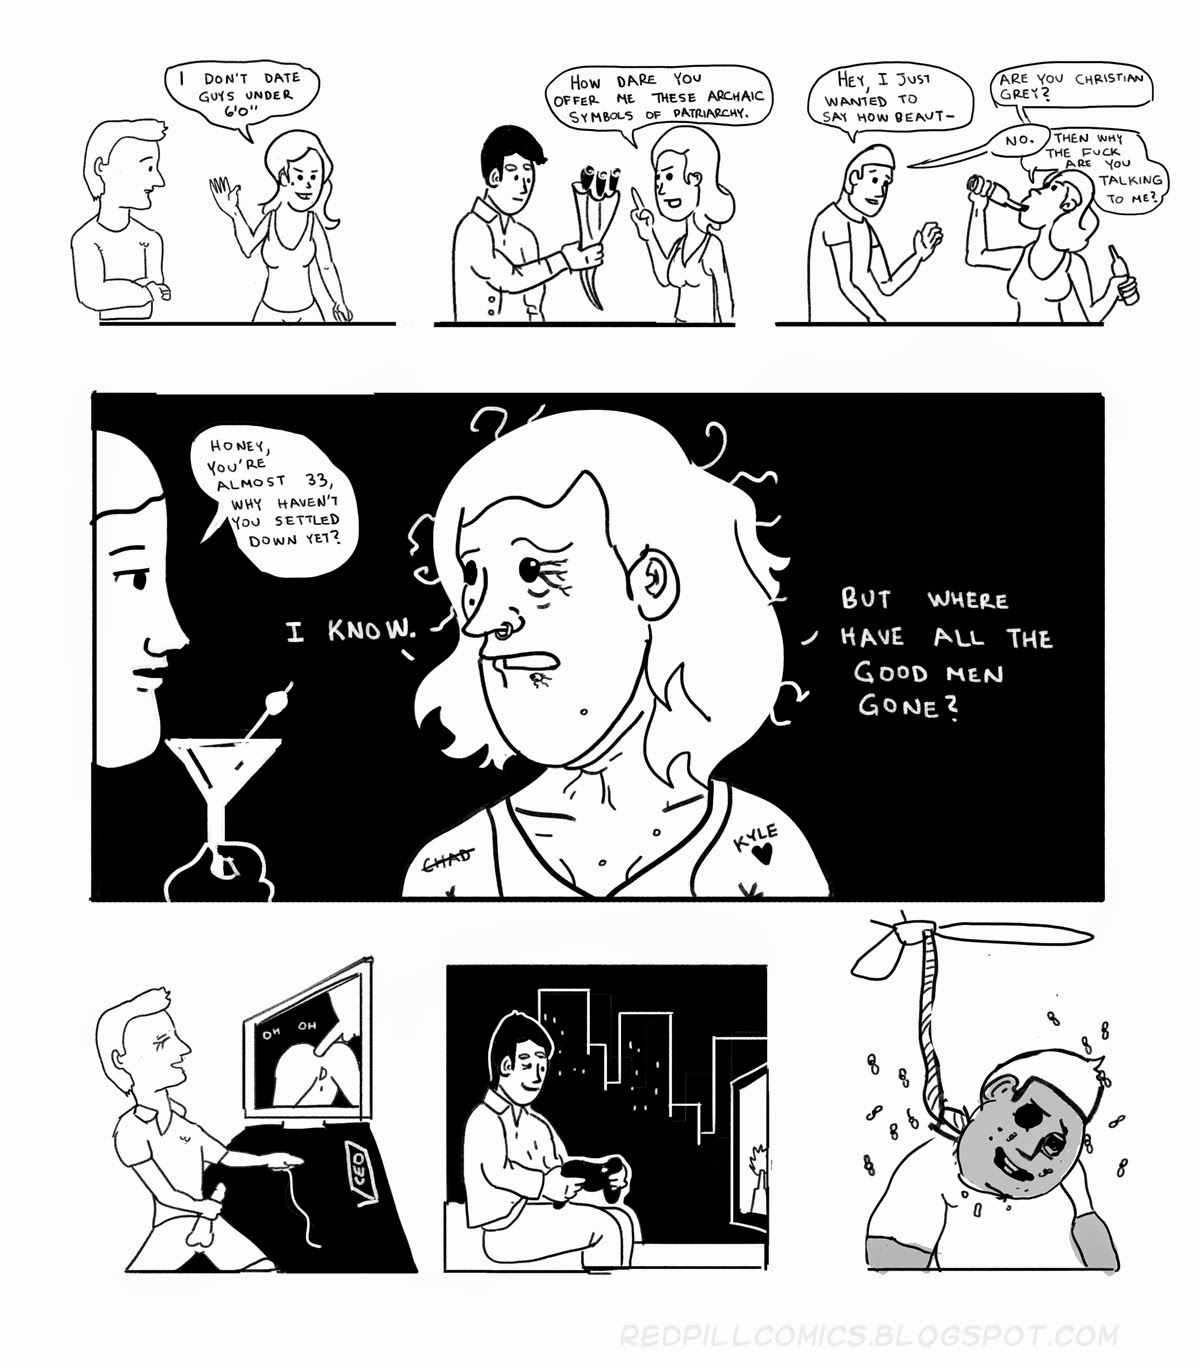 I DON'T DATE
GUYS UNDER
6'0"
HOW DARE YOU
OFFER ME THESE ARCHAIC
SYMBOLS OF PATRIARCHY.
HEY, I JUST
WANTED TO
SAY HOW BEAUT-
ARE YOU CHRISTIAN
GREY?
NO.
THEN WHY
THE FUCK
ARE YOU
TALKING
TO ME?
HONEY,
YOU'RE
ALMOST 33,
WHY HAVEN'T
YOU SETTLED
DOWN YET?
I KNOW.
BUT WHERE
HAVE ALL THE
GOOD MEN
GONE?
CHAD
KYLE
OH OH
CEO
REDPILLCOMICS.BLOGSPOT.COM